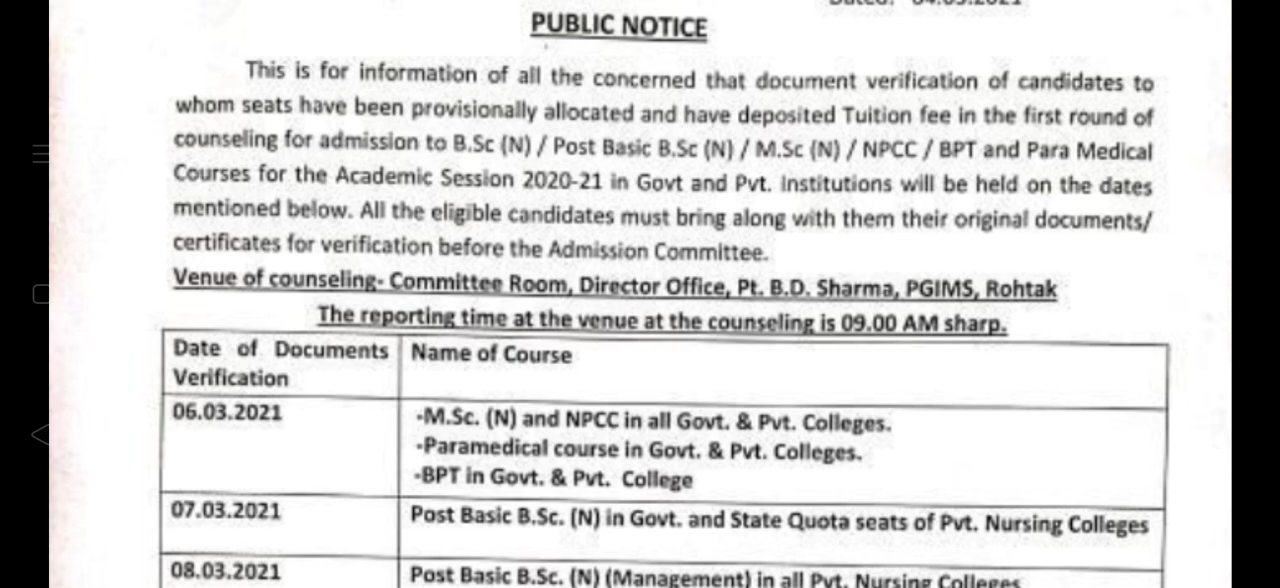 PUBLIC NOTICE
This is for information of all the concerned that document verification of candidates to
whom seats have been provisionally allocated and have deposited Tuition fee in the first round of
counseling for admission to B.Sc (N) / Post Basic B.Sc (N) / M.Sc (N) / NPCC / BPT and Para Medical
Courses for the Academic Session 2020-21 in Govt and Pvt. Institutions will be held on the dates
mentioned below. All the eligible candidates must bring along with them their original documents/
certificates for verification before the Admission Committee.
Venue of counseling- Committee Room, Director Office, Pt. B.D. Sharma, PGIMS, Rohtak
The reporting time at the venue at the counseling is 09.00 AM sharp.
Date of Documents Verification
Name of Course
06.03.2021
-M.Sc. (N) and NPCC in all Govt. & Pvt. Colleges.
-Paramedical course in Govt. & Pvt. Colleges.
-BPT in Govt. & Pvt. College
07.03.2021
Post Basic B.Sc. (N) in Govt. and State Quota seats of Pvt. Nursing Colleges
08.03.2021
Post Basic B.Sc. (N) (Management) in all Pvt. Nursing Colleges